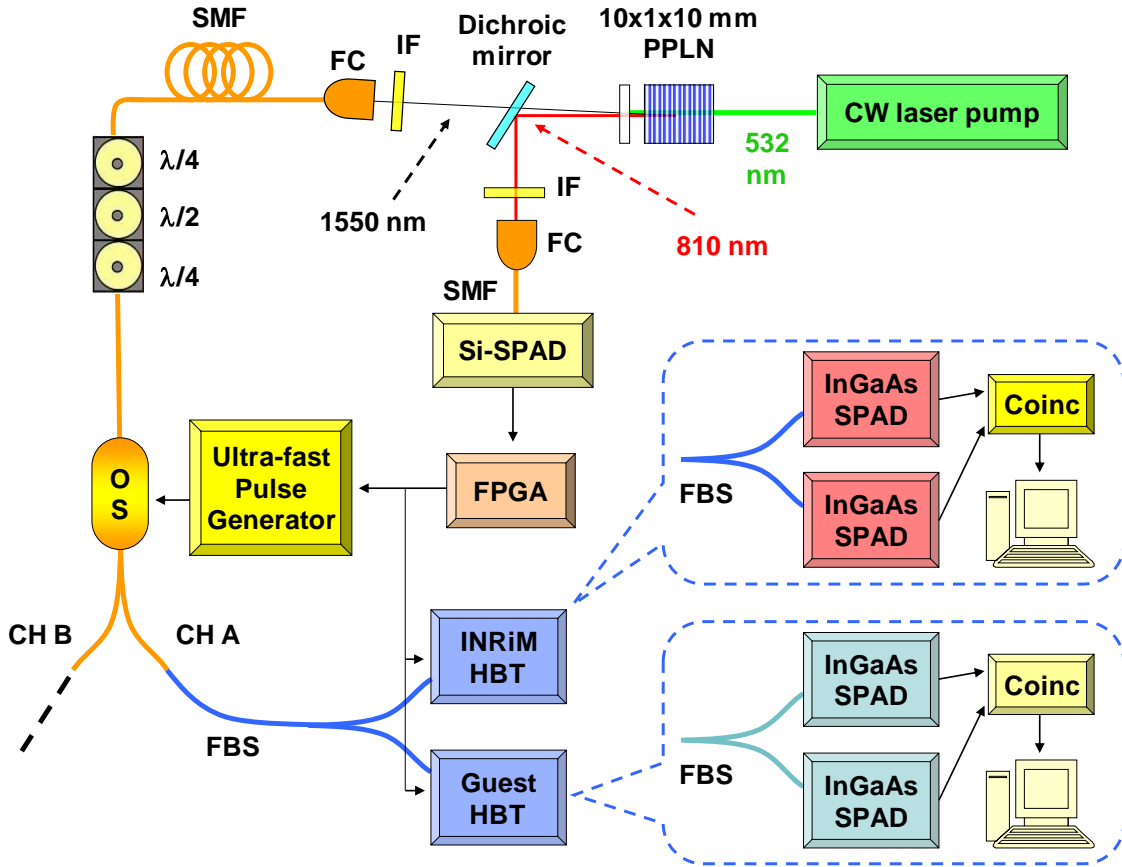 SMF
FC
IF
Dichroic
mirror
10x1x10 mm
PPLN
CW laser pump
532
nm
λ/4
λ/2
λ/4
1550 nm
IF
810 nm
FC
SMF
Si-SPAD
O
S
Ultra-fast
Pulse
Generator
FPGA
FBS
InGaAs
SPAD
Coinc
InGaAs
SPAD
CH B
CH A
FBS
INRiM
HBT
Guest
HBT
FBS
InGaAs
SPAD
Coinc
InGaAs
SPAD